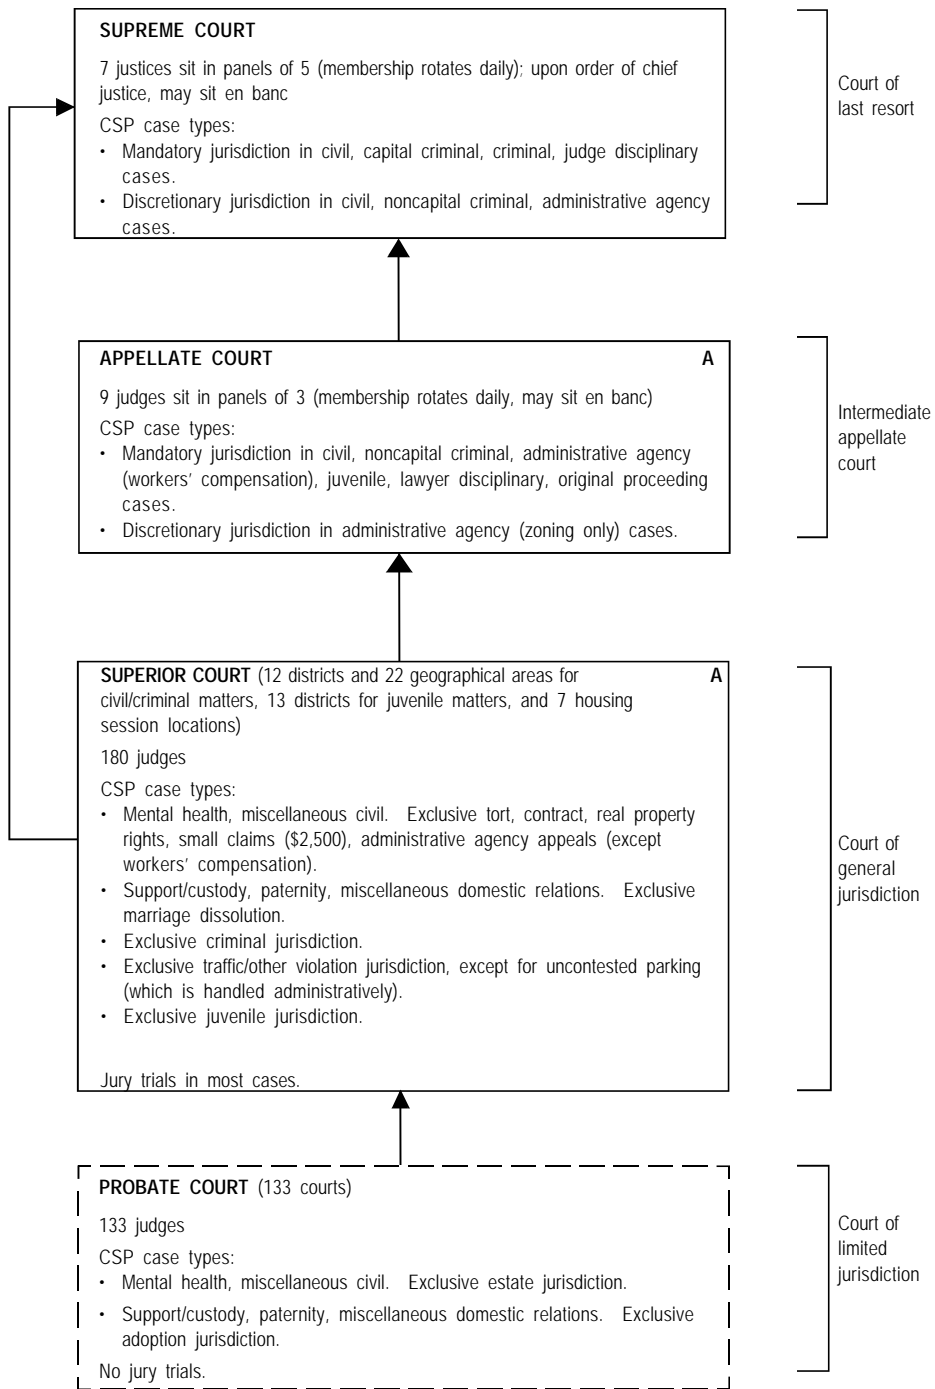 SUPREME COURT
7 justices sit in panels of 5 (membership rotates daily); upon order of chief
justice, may sit en banc
CSP case types:
• Mandatory jurisdiction in civil, capital criminal, criminal, judge disciplinary
cases.
• Discretionary jurisdiction in civil, noncapital criminal, administrative agency
cases.
Court of
last resort
APPELLATE COURT A
9 judges sit in panels of 3 (membership rotates daily, may sit en banc)
CSP case types:
• Mandatory jurisdiction in civil, noncapital criminal, administrative agency
(workers’ compensation), juvenile, lawyer disciplinary, original proceeding
cases.
• Discretionary jurisdiction in administrative agency (zoning only) cases.
Intermediate
appellate
court
SUPERIOR COURT (12 districts and 22 geographical areas for A
civil/criminal matters, 13 districts for juvenile matters, and 7 housing
session locations)
180 judges
CSP case types:
• Mental health, miscellaneous civil. Exclusive tort, contract, real property
rights, small claims ($2,500), administrative agency appeals (except
workers’ compensation).
• Support/custody, paternity, miscellaneous domestic relations. Exclusive
marriage dissolution.
• Exclusive criminal jurisdiction.
• Exclusive traffic/other violation jurisdiction, except for uncontested parking
(which is handled administratively).
• Exclusive juvenile jurisdiction.
Jury trials in most cases.
Court of
general
jurisdiction
PROBATE COURT (133 courts)
133 judges
CSP case types:
• Mental health, miscellaneous civil. Exclusive estate jurisdiction.
• Support/custody, paternity, miscellaneous domestic relations. Exclusive
adoption jurisdiction.
No jury trials.
Court of
limited
jurisdiction